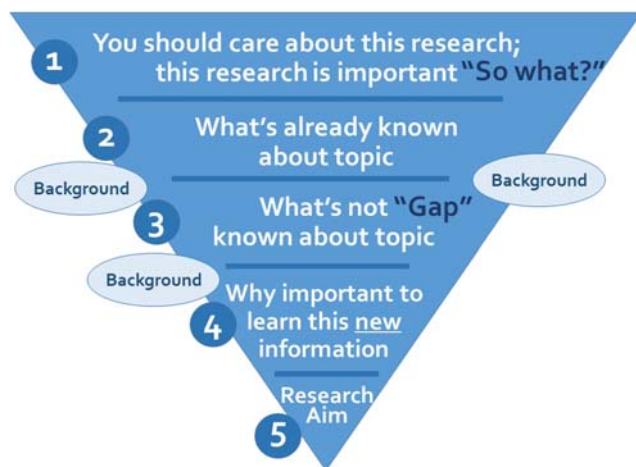 1
You should care about this research;
this research is important "So what?"
2
What's already known
about topic
Background
Background
3
What's not "Gap"
known about topic
Background
4
Why important to
learn this new
information
5
Research
Aim